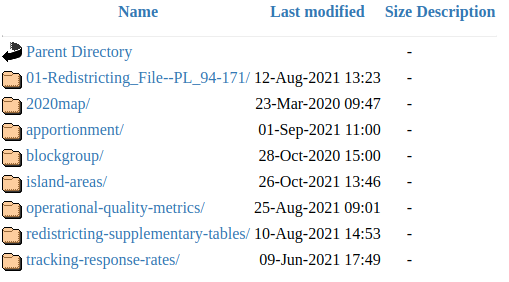 Name Last modified Size Description
Parent Directory -
01-Redistricting_File--PL_94-171/ 12-Aug-2021 13:23 -
2020map/ 23-Mar-2020 09:47 -
apportionment/ 01-Sep-2021 11:00 -
blockgroup/ 28-Oct-2020 15:00 -
island-areas/ 26-Oct-2021 13:46 -
operational-quality-metrics/ 25-Aug-2021 09:01 -
redistricting-supplementary-tables/ 10-Aug-2021 14:53 -
tracking-response-rates/ 09-Jun-2021 17:49 -